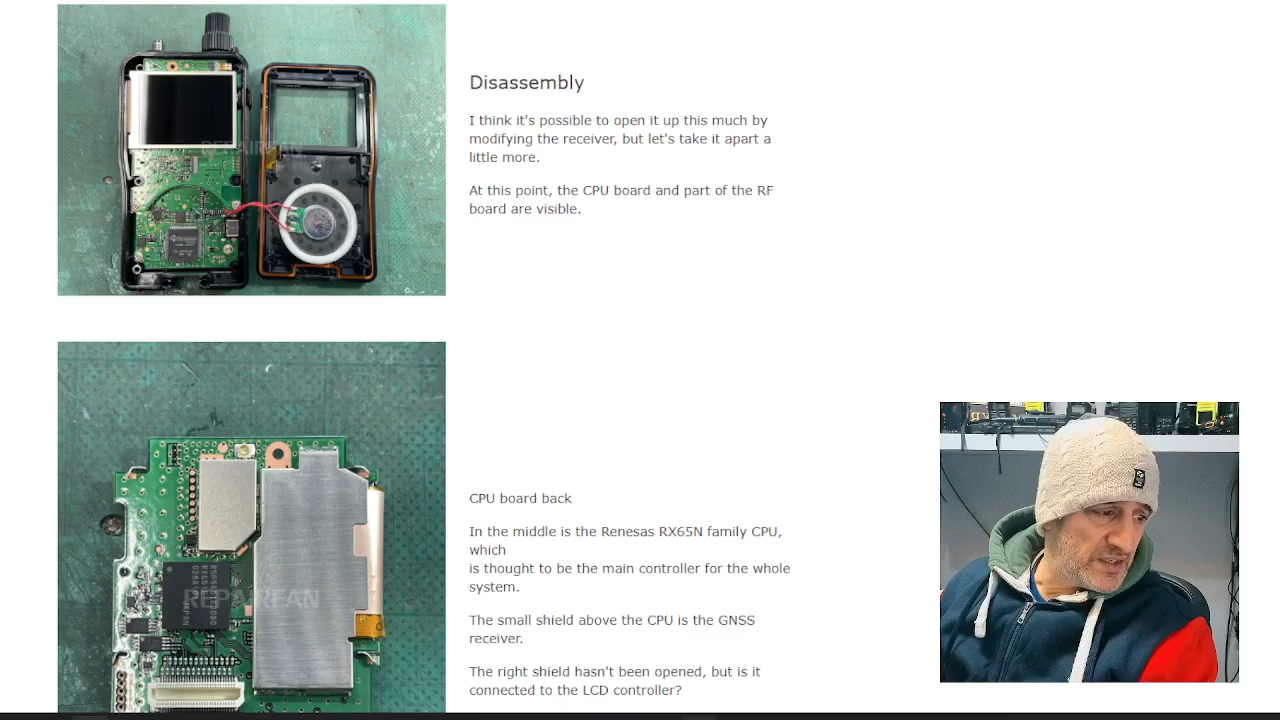 REPAIRFAN
Disassembly
I think it's possible to open it up this much by
modifying the receiver, but let's take it apart a
little more.
At this point, the CPU board and part of the RF
board are visible.
REPAIRFAN
CPU board back
In the middle is the Renesas RX65N family CPU,
which
is thought to be the main controller for the whole
system.
The small shield above the CPU is the GNSS
receiver.
The right shield hasn't been opened, but is it
connected to the LCD controller?